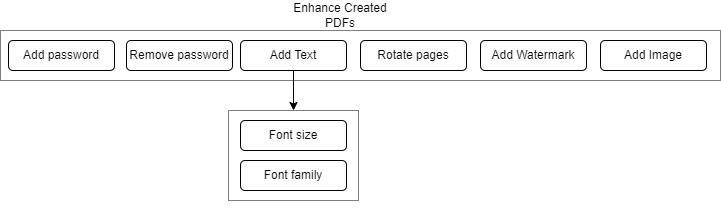 Enhance Created
PDFs
Add password
Remove password
Add Text
Rotate pages
Add Watermark
Add Image
Font size
Font family